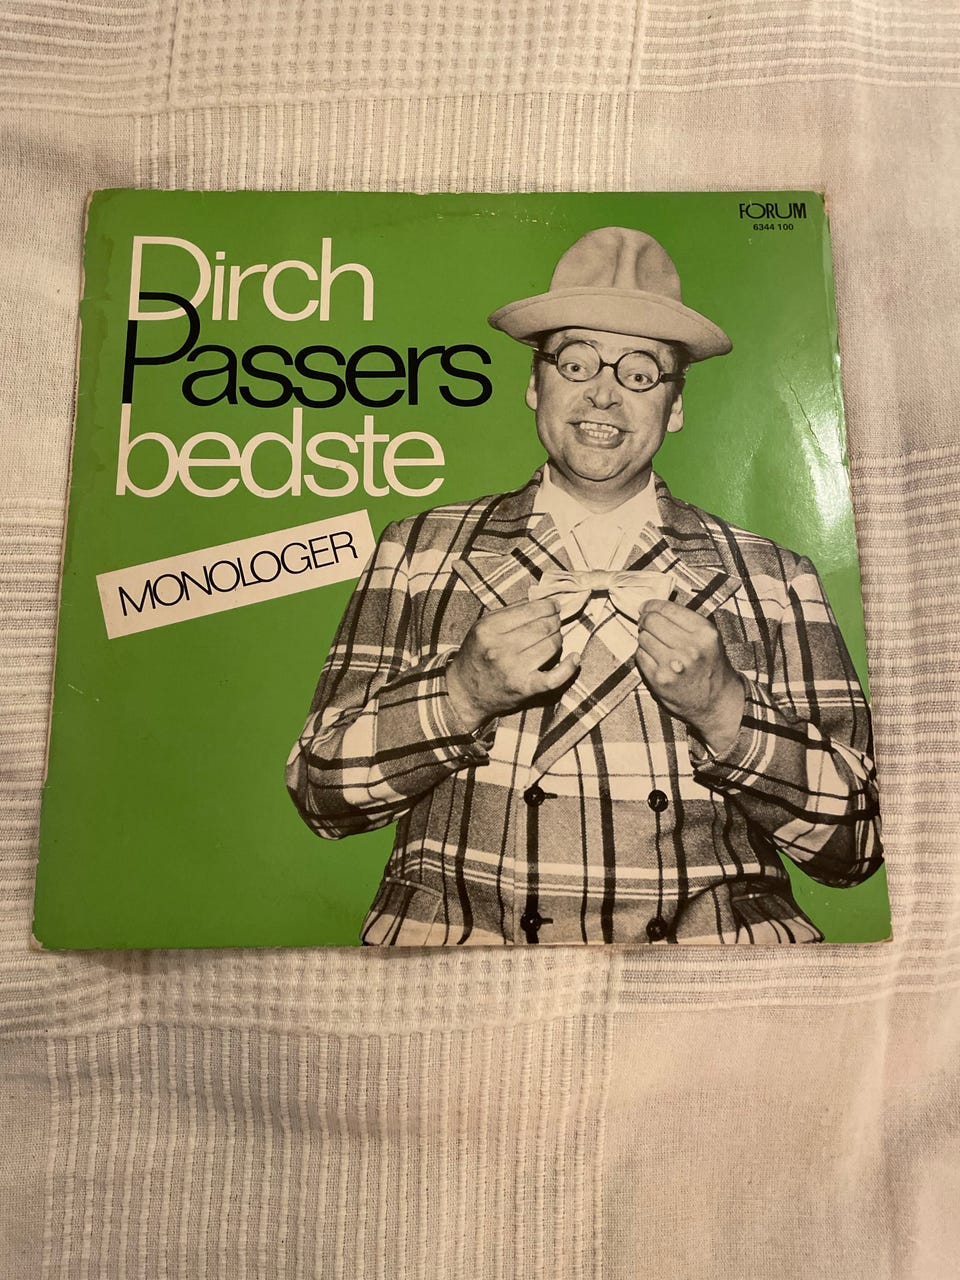 FORUM
6344 100
Dirch
Passers
bedste
MONOLOGER